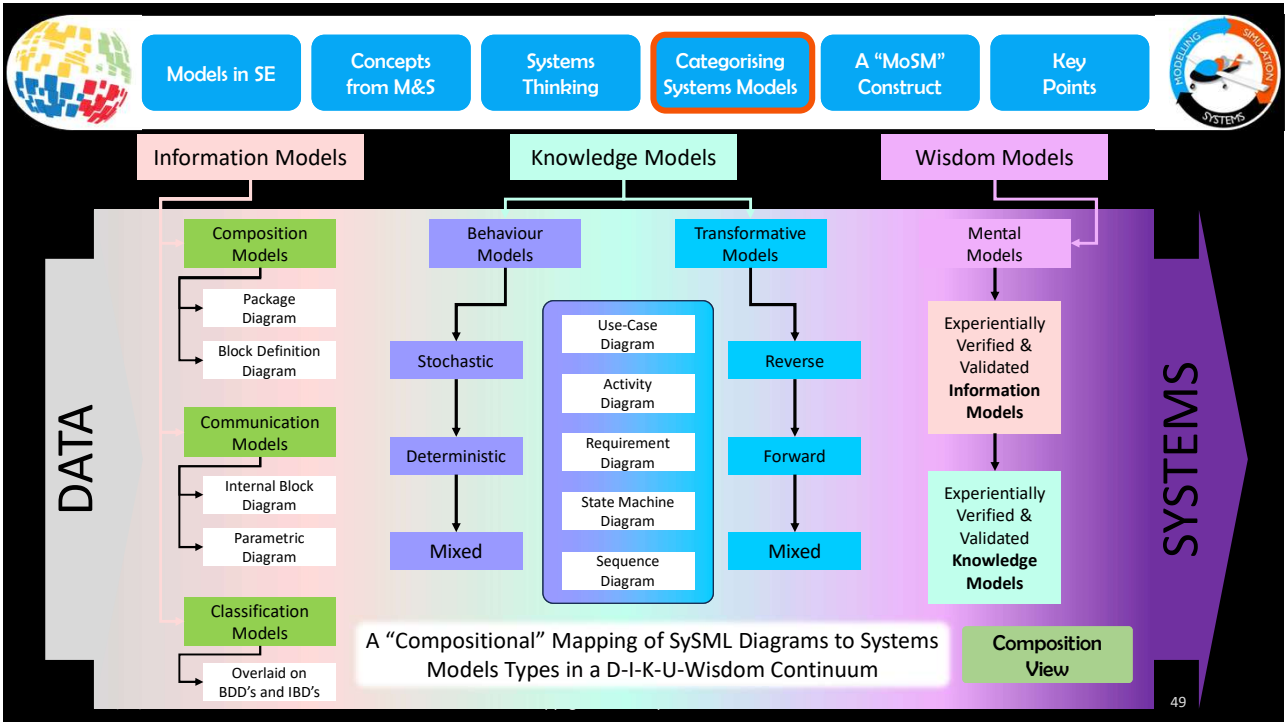 Models in SE
Concepts
from M&S
Systems
Thinking
Categorising
Systems Models
A “MoSM”
Construct
Key
Points
MODELLING
SIMULATION
SYSTEMS
Information Models
Knowledge Models
Wisdom Models
DATA
Composition
Models
Package
Diagram
Block Definition
Diagram
Communication
Models
Internal Block
Diagram
Parametric
Diagram
Classification
Models
Overlaid on
BDD’s and IBD’s
Behaviour
Models
Stochastic
Deterministic
Mixed
Use-Case
Diagram
Activity
Diagram
Requirement
Diagram
State Machine
Diagram
Sequence
Diagram
Transformative
Models
Reverse
Forward
Mixed
Mental
Models
Experientially
Verified &
Validated
Information
Models
Experientially
Verified &
Validated
Knowledge
Models
SYSTEMS
A “Compositional” Mapping of SySML Diagrams to Systems
Models Types in a D-I-K-U-Wisdom Continuum
Composition
View
49